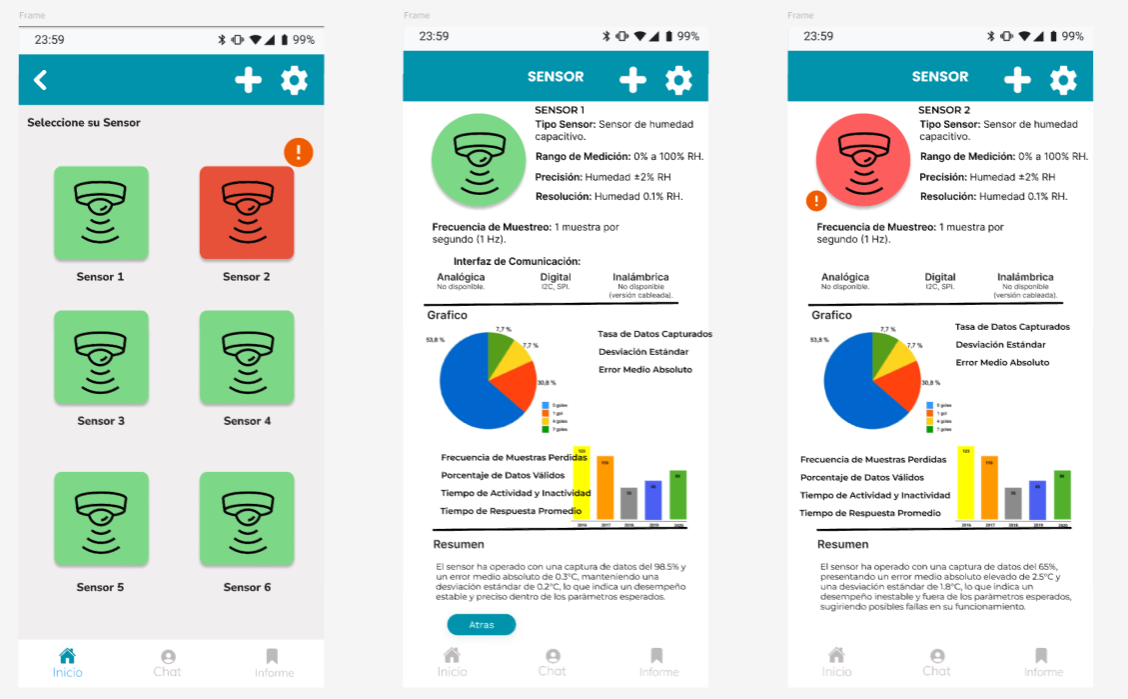 Frame
23:59
99%
Seleccione su Sensor
!
Sensor 1
Sensor 2
Sensor 3
Sensor 4
Sensor 5
Sensor 6
Inicio
Chat
Informe
Frame
23:59
99%
SENSOR
SENSOR 1
Tipo Sensor: Sensor de humedad
capacitivo.
Rango de Medición: 0% a 100% RH.
Precisión: Humedad ±2% RH
Resolución: Humedad 0.1% RH.
Frecuencia de Muestreo: 1 muestra por
segundo (1 Hz).
Interfaz de Comunicación:
Analógica
No disponible.
Digital
I2C, SPI.
Inalámbrica
No disponible
(versión cableada).
Grafico
7,7 %
53,8 %
7,7 %
30,8 %
0 goles
1 gol
4 goles
7 goles
Tasa de Datos Capturados
Desviación Estándar
Error Medio Absoluto
Frecuencia de Muestras Perdidas
Porcentaje de Datos Válidos
Tiempo de Actividad y Inactividad
Tiempo de Respuesta Promedio
123
2016
2017
2018
2019
2020
Resumen
El sensor ha operado con una captura de datos del 98.5% y
un error medio absoluto de 0.3°C, manteniendo una
desviación estándar de 0.2°C, lo que indica un desempeño
estable y preciso dentro de los parámetros esperados.
Atras
Inicio
Chat
Informe
Frame
23:59
99%
SENSOR
SENSOR 2
Tipo Sensor: Sensor de humedad
capacitivo.
Rango de Medición: 0% a 100% RH.
Precisión: Humedad ±2% RH
Resolución: Humedad 0.1% RH.
!
Frecuencia de Muestreo: 1 muestra por
segundo (1 Hz).
Analógica
No disponible.
Digital
I2C, SPI.
Inalámbrica
No disponible
(versión cableada).
Grafico
7,7 %
53,8 %
7,7 %
30,8 %
0 goles
1 gol
4 goles
7 goles
Tasa de Datos Capturados
Desviación Estándar
Error Medio Absoluto
Frecuencia de Muestras Perdidas
Porcentaje de Datos Válidos
Tiempo de Actividad y Inactividad
Tiempo de Respuesta Promedio
123
2016
2017
2018
2019
2020
Resumen
El sensor ha operado con una captura de datos del 65%,
presentando un error medio absoluto elevado de 2.5°C y
una desviación estándar de 1.8°C, lo que indica un
desempeño inestable y fuera de los parámetros esperados,
sugiriendo posibles fallas en su funcionamiento.
Inicio
Chat
Informe